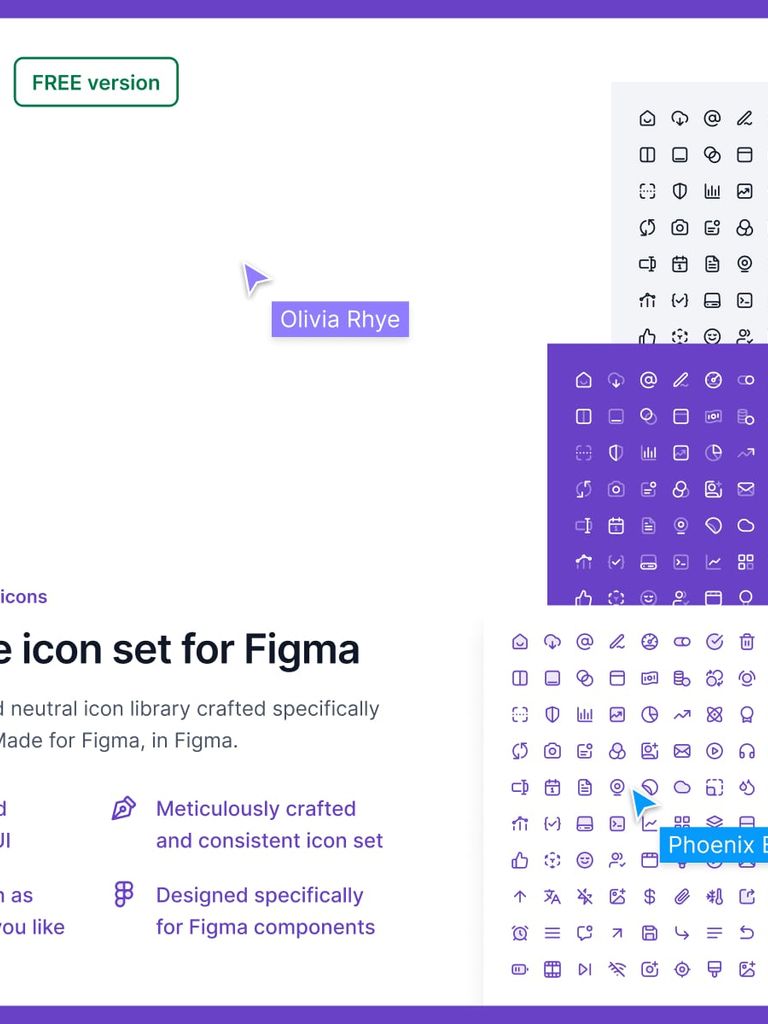 FREE version
Olivia Rhye
icons
e icon set for Figma
d neutral icon library crafted specifically
Made for Figma, in Figma.
d
Meticulously crafted
UI
and consistent icon set
n as
Designed specifically
you like
for Figma components
Phoenix